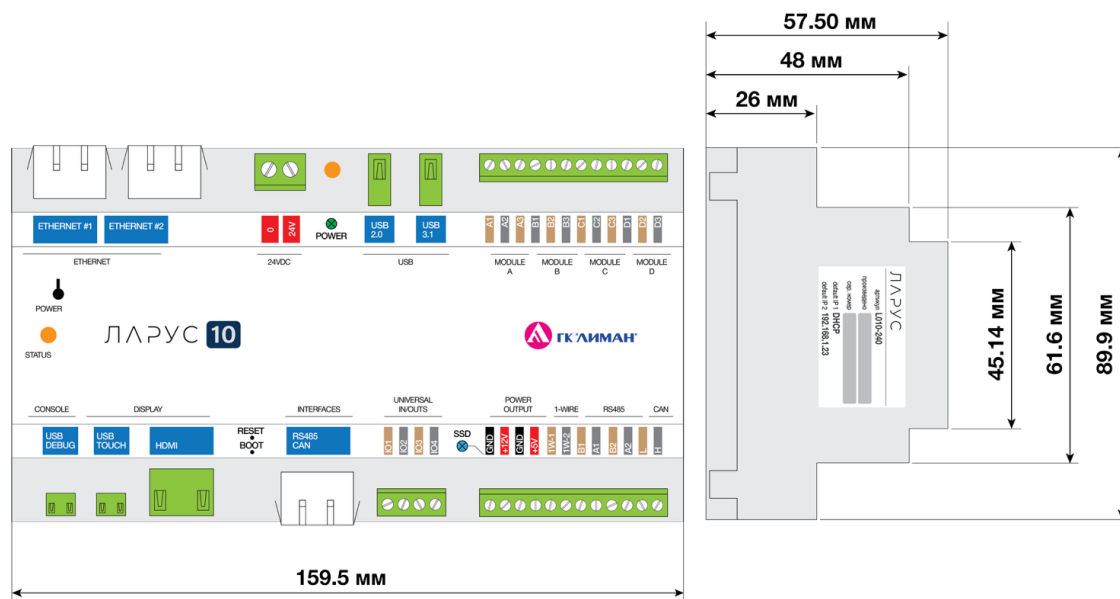 57.50 мм
48 мм
26 мм
ETHERNET #1
ETHERNET #2
0
24V
POWER
USB
2.0
USB
3.1
A1
A2
A3
B1
B2
B3
C1
C2
C3
D1
D2
D3
ETHERNET
24VDC
USB
MODULE
A
MODULE
B
MODULE
C
MODULE
D
POWER
STATUS
ЛАРУС 10
ГК "ЛИМАН"
CONSOLE
DISPLAY
INTERFACES
UNIVERSAL
IN/OUTS
POWER
OUTPUT
1-WIRE
RS485
CAN
USB
DEBUG
USB
TOUCH
HDMI
RESET
BOOT
RS485
CAN
IO1
IO2
IO3
IO4
SSD
GND
+12V
GND
+5V
1W-1
1W-2
B1
A1
B2
A2
L
H
159.5 мм
ЛАРУС
артикул L010-240
произведено
сер. номер
default IP 1 DHCP
default IP 2 192.168.1.23
45.14 мм
61.6 мм
89.9 мм